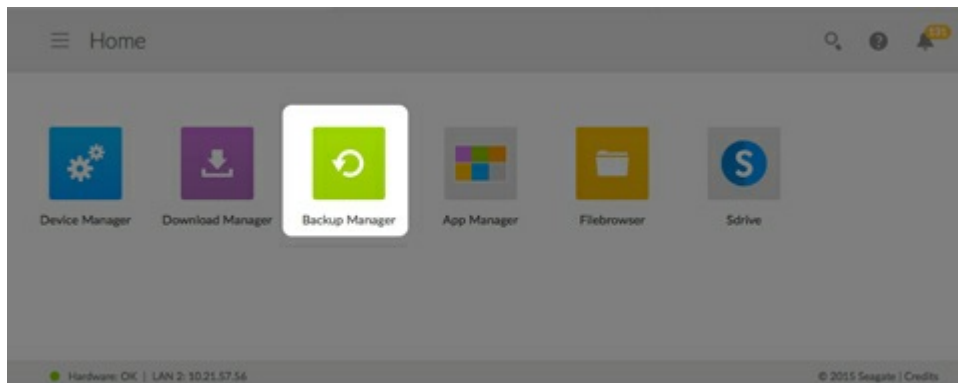 Home
131
S
Device Manager Download Manager Backup Manager App Manager Filebrowser Sdrive
Hardware: OK | LAN 2: 10.21.57.56 © 2015 Seagate | Credits